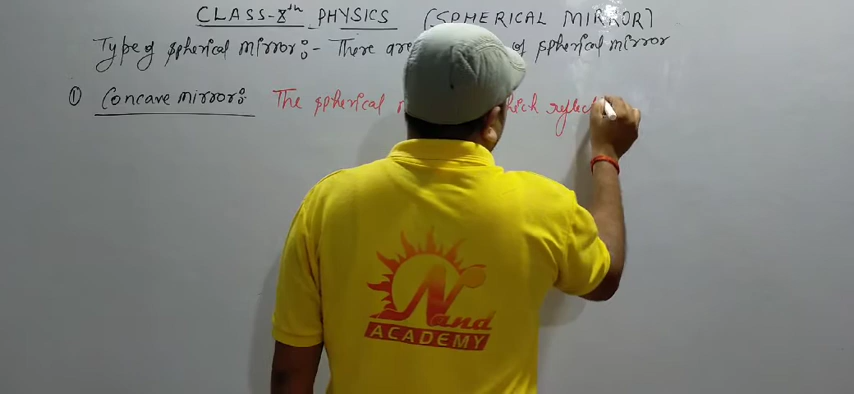 CLASS-8th PHYSICS (SPHERICAL MIRROR)
Type of spherical mirror:- There are of spherical mirror
① Concave mirror:- The spherical which reflec
Nand
ACADEMY